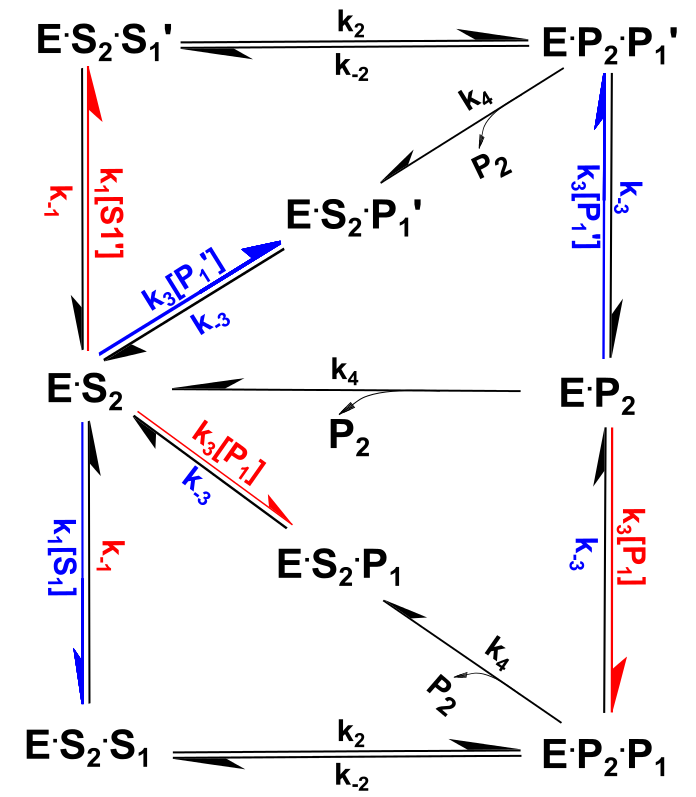 k₂
E·S₂·S₁' E·P₂·P₁'
k₋₂
k₄
P₂
k₋₁ k₁[S1'] k₃[P₁'] k₋₃
E·S₂·P₁'
k₃[P₁']
k₋₃
k₄
E·S₂ E·P₂
P₂
k₃[P₁]
k₋₃
k₁[S₁] k₋₁ k₋₃ k₃[P₁]
E·S₂·P₁
k₄
P₂
k₂
E·S₂·S₁ E·P₂·P₁
k₋₂